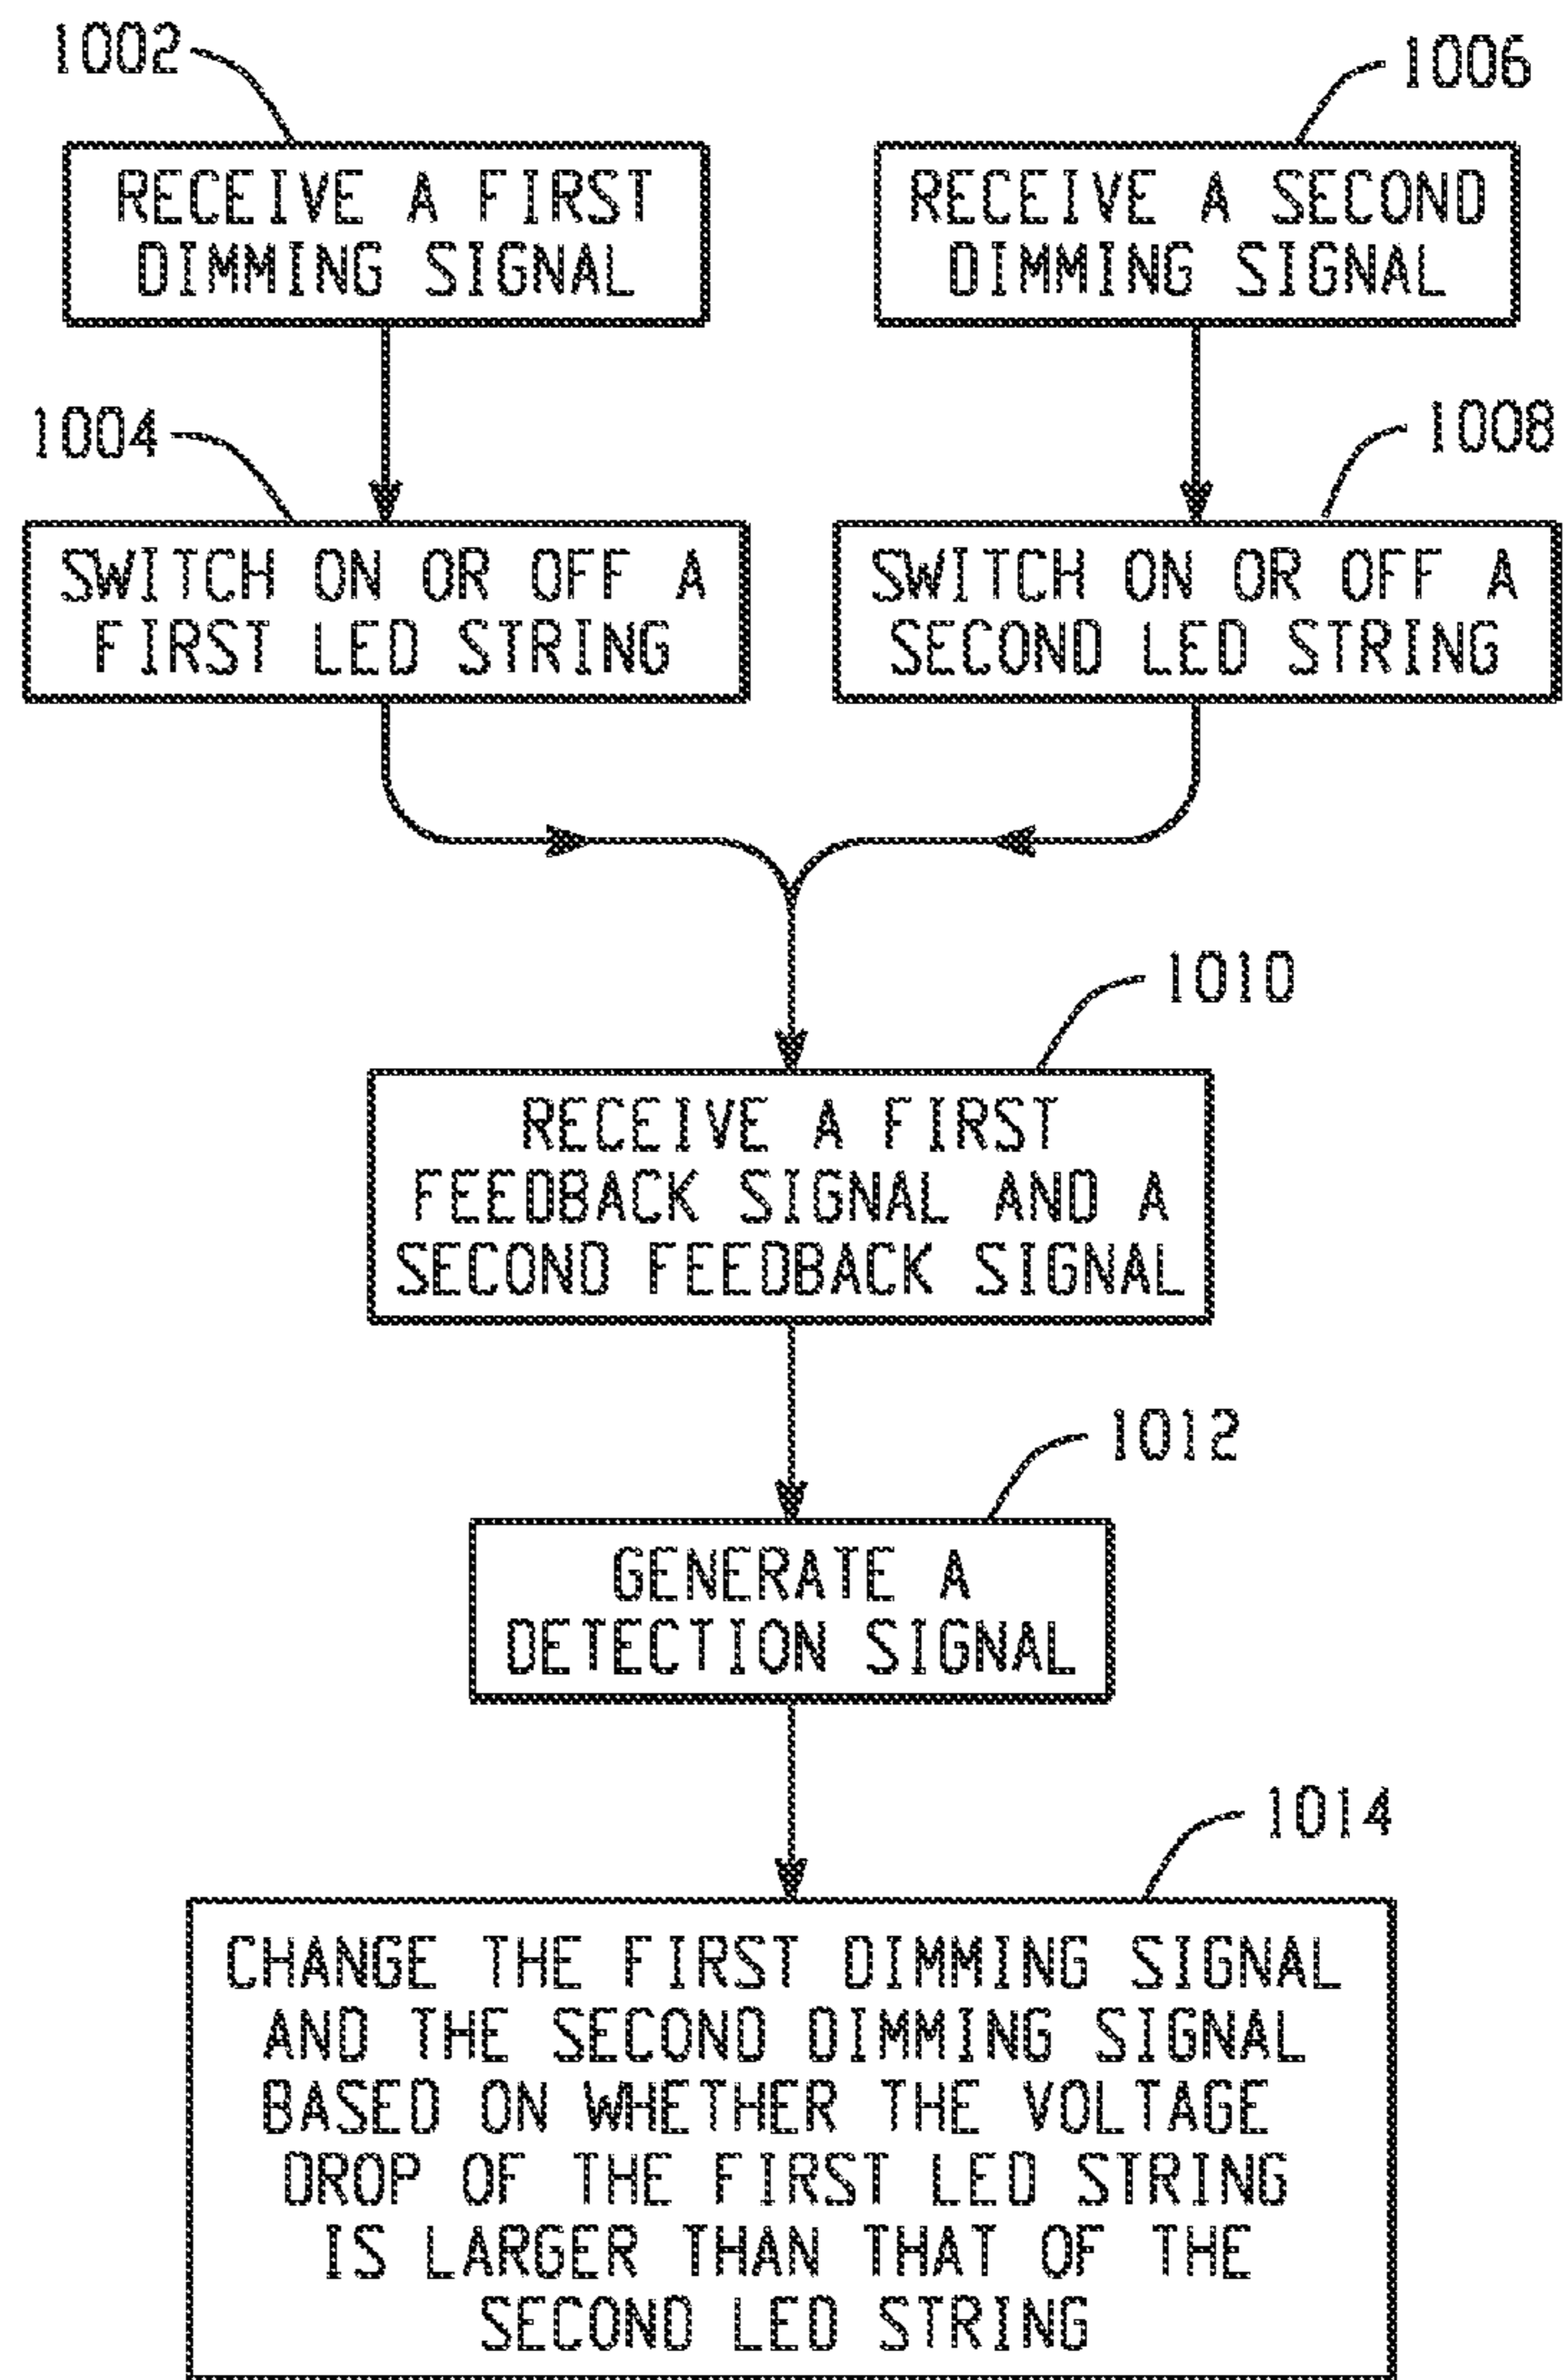 1002
RECEIVE A FIRST
DIMMING SIGNAL
1006
RECEIVE A SECOND
DIMMING SIGNAL
1004
SWITCH ON OR OFF A
FIRST LED STRING
1008
SWITCH ON OR OFF A
SECOND LED STRING
1010
RECEIVE A FIRST
FEEDBACK SIGNAL AND A
SECOND FEEDBACK SIGNAL
1012
GENERATE A
DETECTION SIGNAL
1014
CHANGE THE FIRST DIMMING SIGNAL
AND THE SECOND DIMMING SIGNAL
BASED ON WHETHER THE VOLTAGE
DROP OF THE FIRST LED STRING
IS LARGER THAN THAT OF THE
SECOND LED STRING